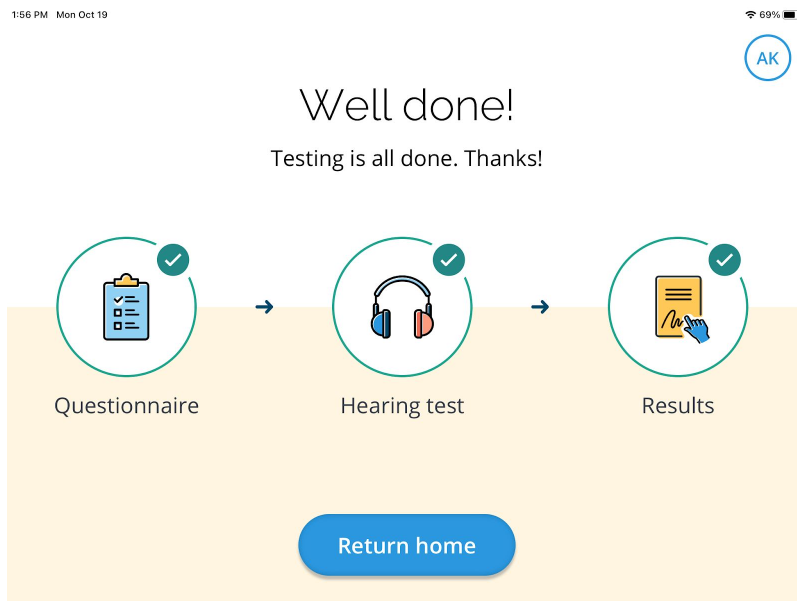 1:56 PM Mon Oct 19
69%
AK
Well done!
Testing is all done. Thanks!
Questionnaire
Hearing test
Results
Return home